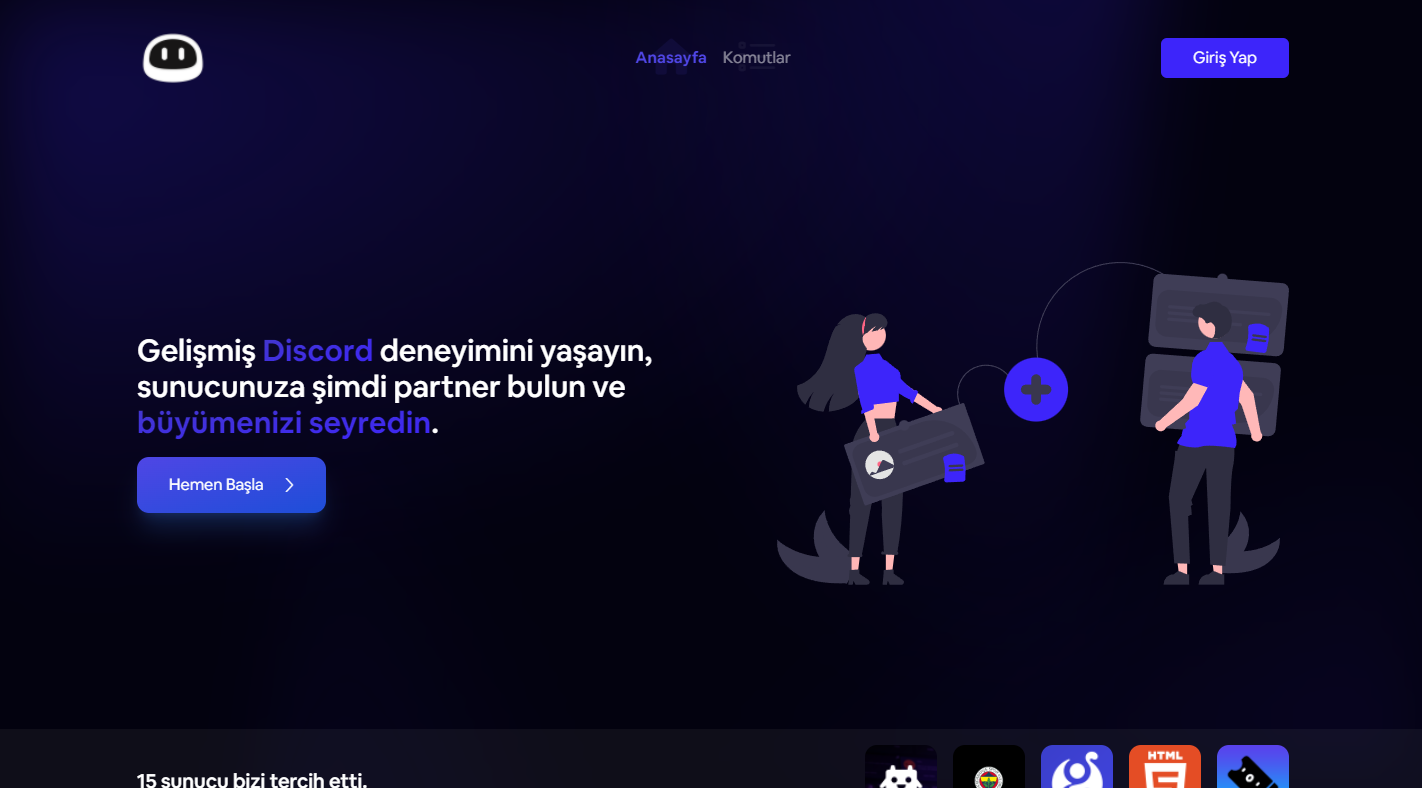 Anasayfa
Komutlar
Giriş Yap
Gelişmiş Discord deneyimini yaşayın,
sunucunuza şimdi partner bulun ve
büyümenizi seyredin.
Hemen Başla
15 sunucu bizi tercih etti.
HTML